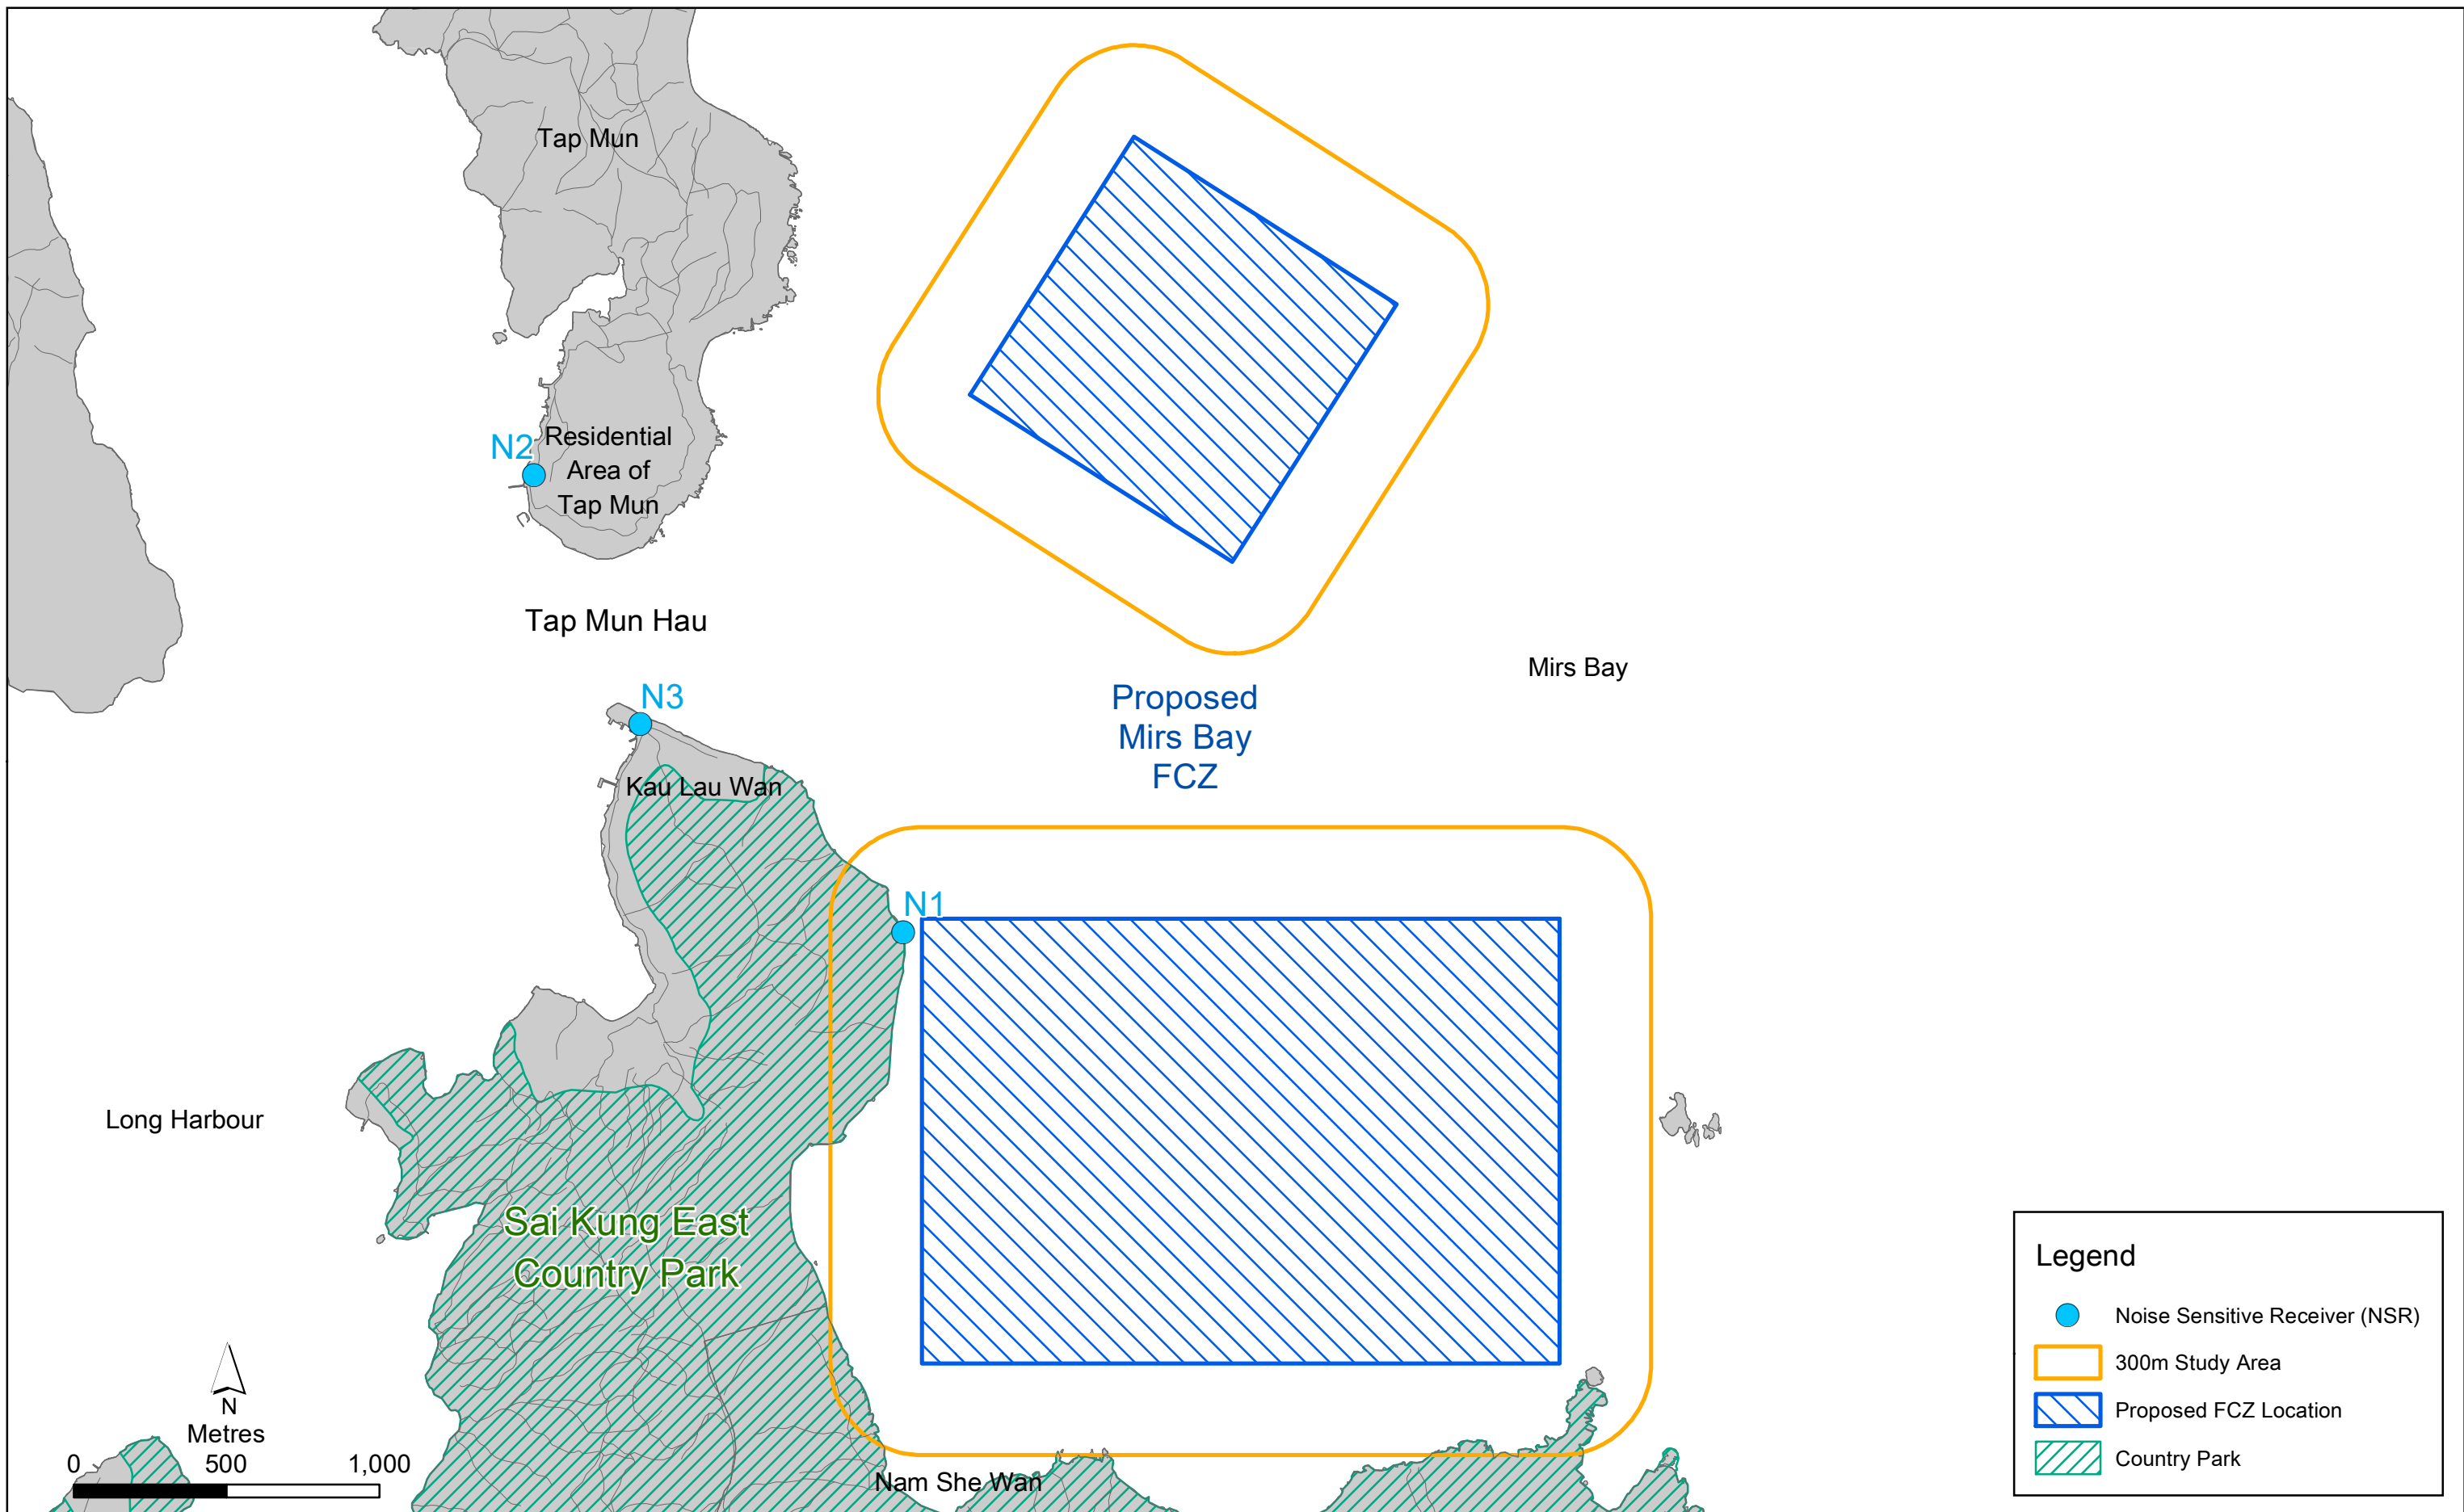 Tap Mun
N2
Residential
Area of
Tap Mun
Tap Mun Hau
Mirs Bay
N3
Proposed
Mirs Bay
FCZ
Kau Lau Wan
N1
Long Harbour
Sai Kung East
Country Park
Nam She Wan
N
Metres
0 500 1,000
Legend
Noise Sensitive Receiver (NSR)
300m Study Area
Proposed FCZ Location
Country Park